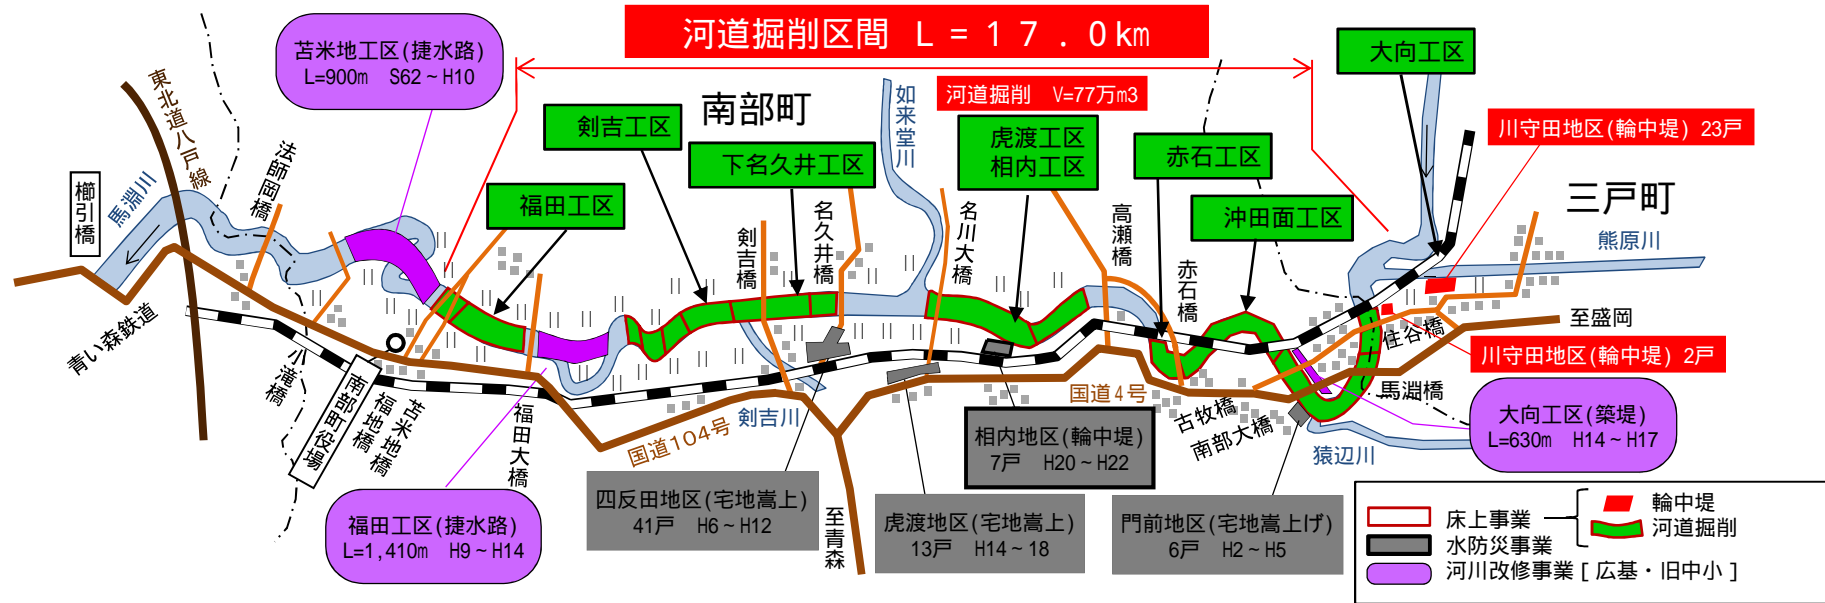 河道掘削区間 L=17.0km
苫米地工区(捷水路)
L=900m S62~H10
大向工区
河道掘削 V=77万m3
南部町
剣吉工区
下名久井工区
虎渡工区
相内工区
赤石工区
川守田地区(輪中堤) 23戸
福田工区
沖田面工区
三戸町
東北道八戸線
法師岡橋
馬淵川
櫛引橋
如来堂川
名久井橋
剣吉橋
名川大橋
高瀬橋
赤石橋
熊原川
至盛岡
住谷橋
川守田地区(輪中堤) 2戸
馬淵橋
青い森鉄道
小滝橋
南部町役場
福地橋
苫米地橋
福田大橋
国道104号
剣吉川
国道4号
古牧橋
南部大橋
猿辺川
大向工区(築堤)
L=630m H14~H17
相内地区(輪中堤)
7戸 H20~H22
四反田地区(宅地嵩上)
41戸 H6~H12
至青森
虎渡地区(宅地嵩上)
13戸 H14~18
門前地区(宅地嵩上げ)
6戸 H2~H5
福田工区(捷水路)
L=1,410m H9~H14
床上事業
輪中堤
河道掘削
水防災事業
河川改修事業[広基・旧中小]